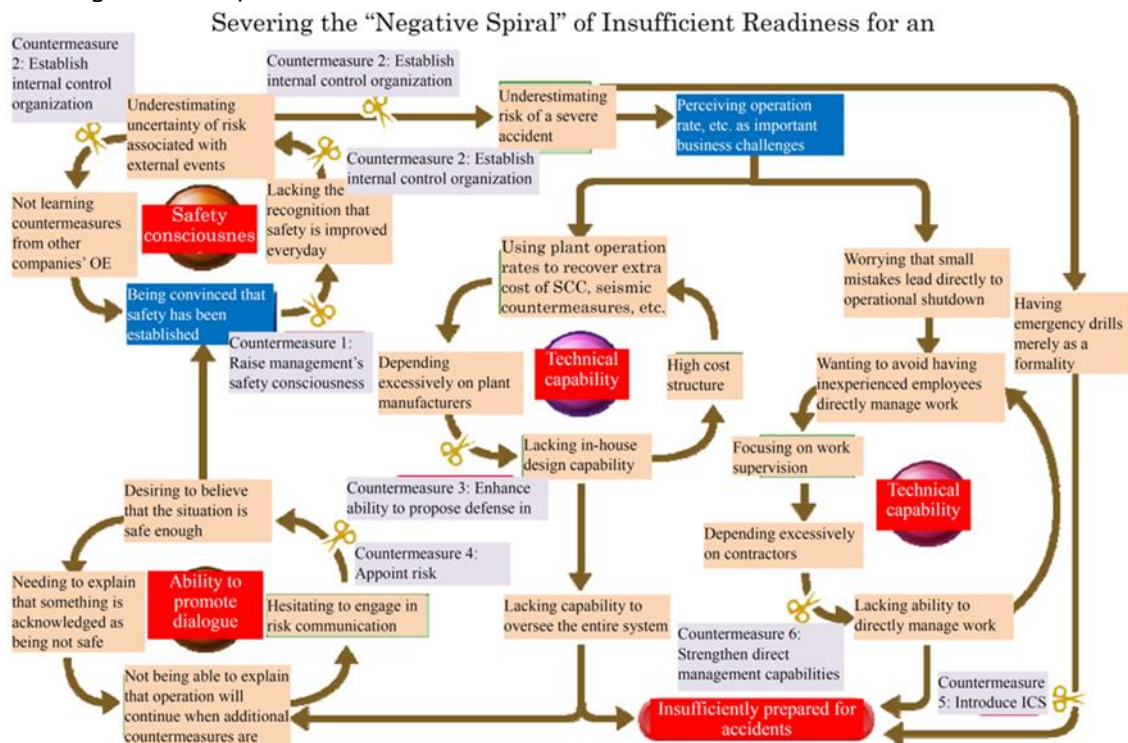 Severing the “Negative Spiral” of Insufficient Readiness for an
Countermeasure
2: Establish
internal control
organization
Countermeasure 2: Establish
internal control organization
Underestimating
uncertainty of risk
associated with
external events
Underestimating
risk of a severe
accident
Perceiving operation
rate, etc. as important
business challenges
Countermeasure 2: Establish
internal control organization
Not learning
countermeasures
from other
companies’ OE
Safety
consciousnes
Lacking the
recognition that
safety is improved
everyday
Being convinced that
safety has been
established
Countermeasure 1:
Raise management’s
safety consciousness
Using plant operation
rates to recover extra
cost of SCC, seismic
countermeasures, etc.
Worrying that small
mistakes lead directly to
operational shutdown
Having
emergency drills
merely as a
formality
Depending
excessively on plant
manufacturers
Technical
capability
High cost
structure
Wanting to avoid having
inexperienced employees
directly manage work
Lacking in-house
design capability
Focusing on work
supervision
Technical
capability
Countermeasure 3: Enhance
ability to propose defense in
Desiring to believe
that the situation is
safe enough
Depending excessively
on contractors
Countermeasure 4:
Appoint risk
Needing to explain
that something is
acknowledged as
being not safe
Ability to
promote
dialogue
Hesitating to engage in
risk communication
Lacking capability to
oversee the entire system
Lacking ability to
directly manage work
Countermeasure 6:
Strengthen direct
management capabilities
Not being able to explain
that operation will
continue when additional
countermeasures are
Insufficiently prepared for
accidents
Countermeasure
5: Introduce ICS